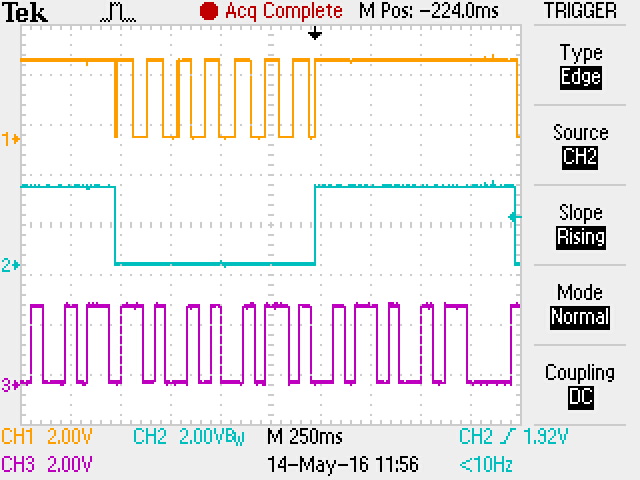 Tek Acq Complete M Pos: -224.0ms TRIGGER
Type
Edge
Source
CH2
Slope
Rising
Mode
Normal
Coupling
DC
1
2
3
CH1 2.00V CH2 2.00VBW M 250ms CH2 1.92V
CH3 2.00V 14-May-16 11:56 <10Hz